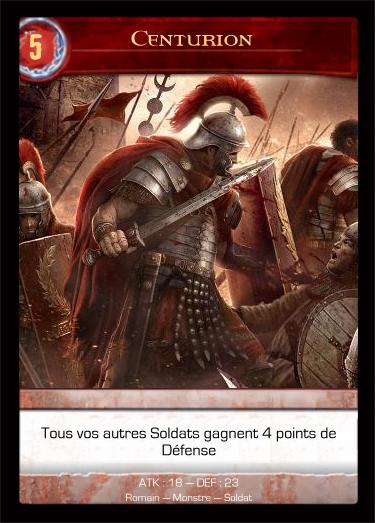 5
Centurion
Tous vos autres Soldats gagnent 4 points de
Défense
ATK : 18 – DEF : 23
Romain – Monstre – Soldat